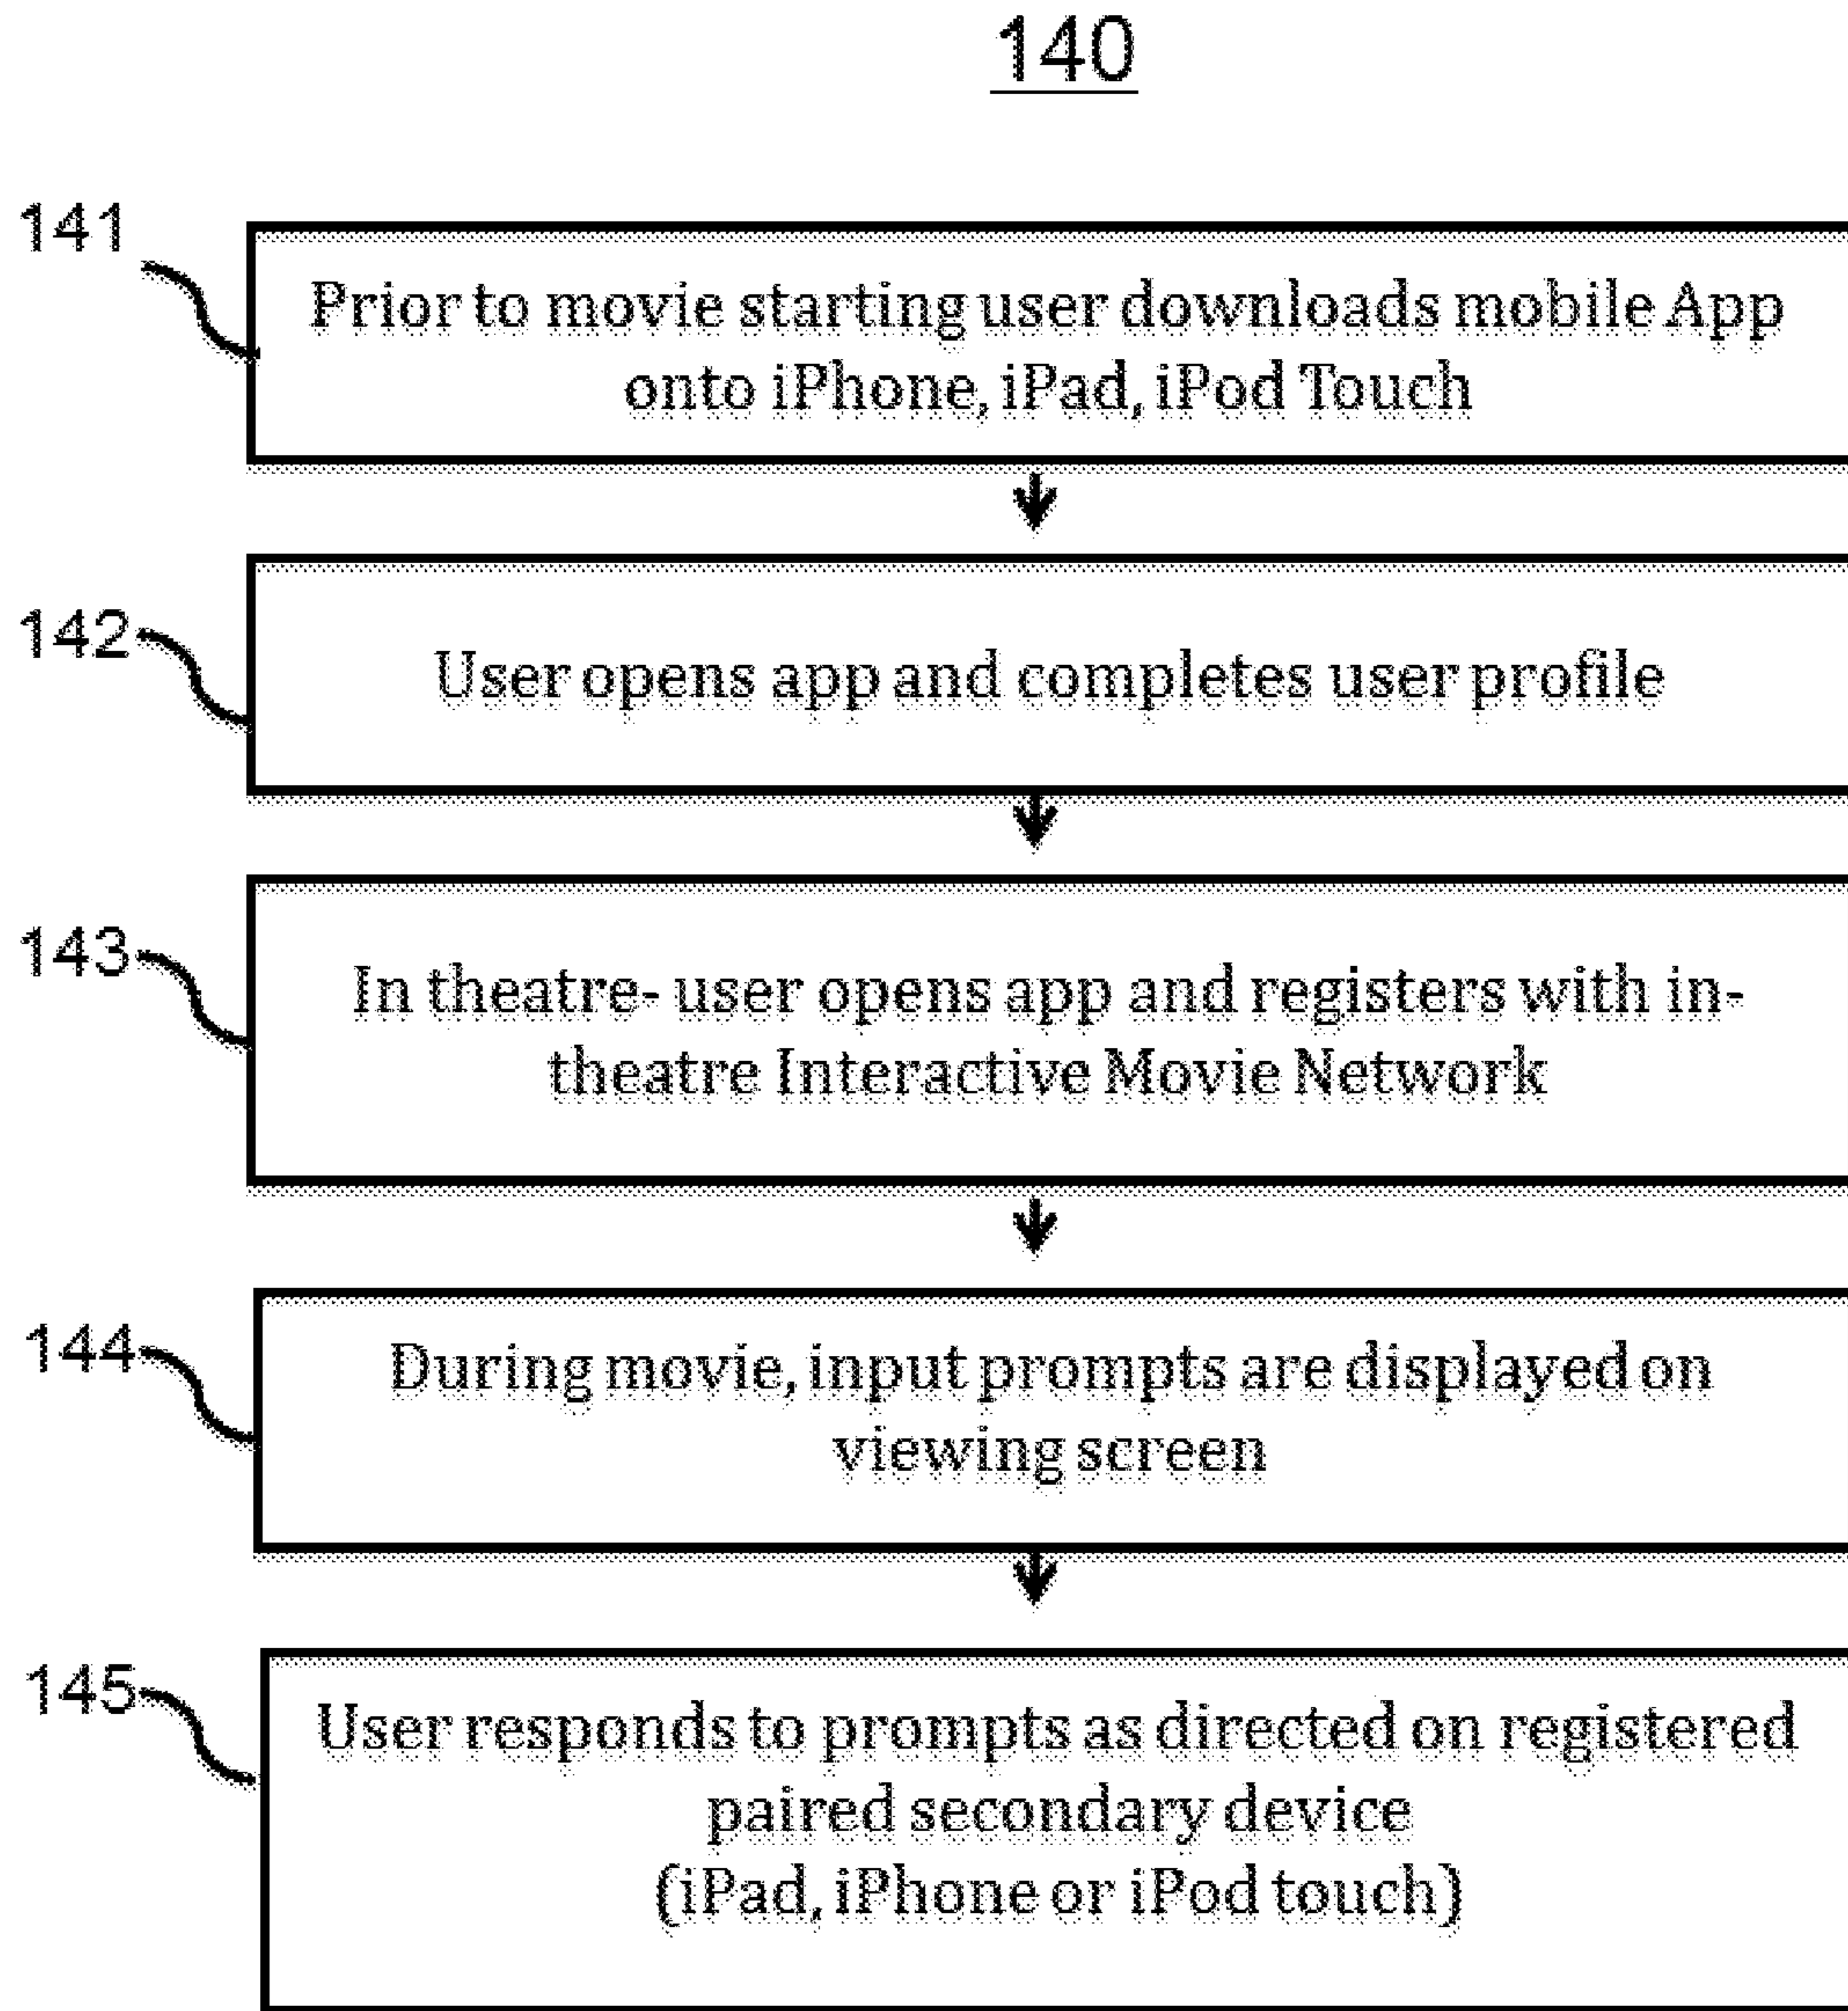 140
141
Prior to movie starting user downloads mobile App
onto iPhone, iPad, iPod Touch
142
User opens app and completes user profile
143
In theatre- user opens app and registers with in-
theatre Interactive Movie Network
144
During movie, input prompts are displayed on
viewing screen
145
User responds to prompts as directed on registered
paired secondary device
(iPad, iPhone or iPod touch)